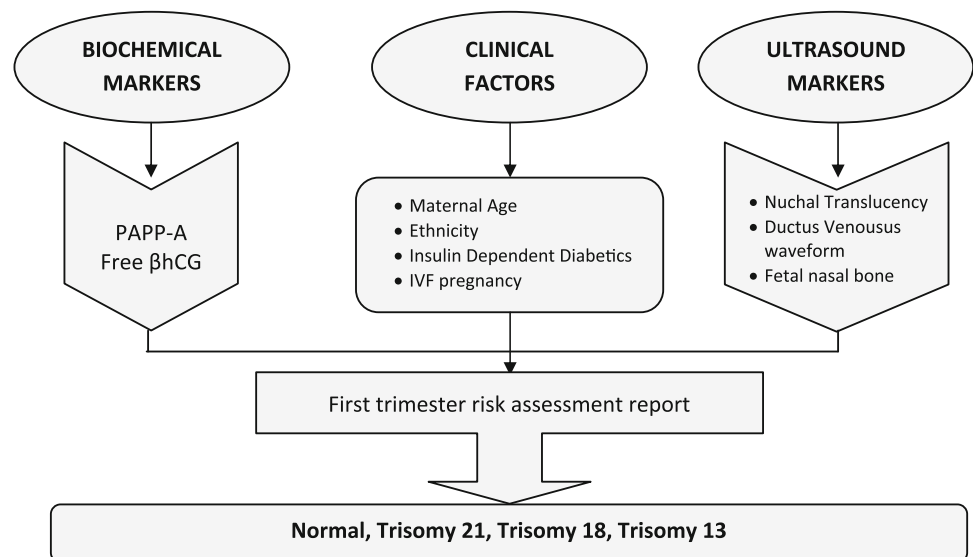 BIOCHEMICAL
MARKERS
CLINICAL
FACTORS
ULTRASOUND
MARKERS
PAPP-A
Free βhCG
• Maternal Age
• Ethnicity
• Insulin Dependent Diabetics
• IVF pregnancy
• Nuchal Translucency
• Ductus Venousus
waveform
• Fetal nasal bone
First trimester risk assessment report
Normal, Trisomy 21, Trisomy 18, Trisomy 13